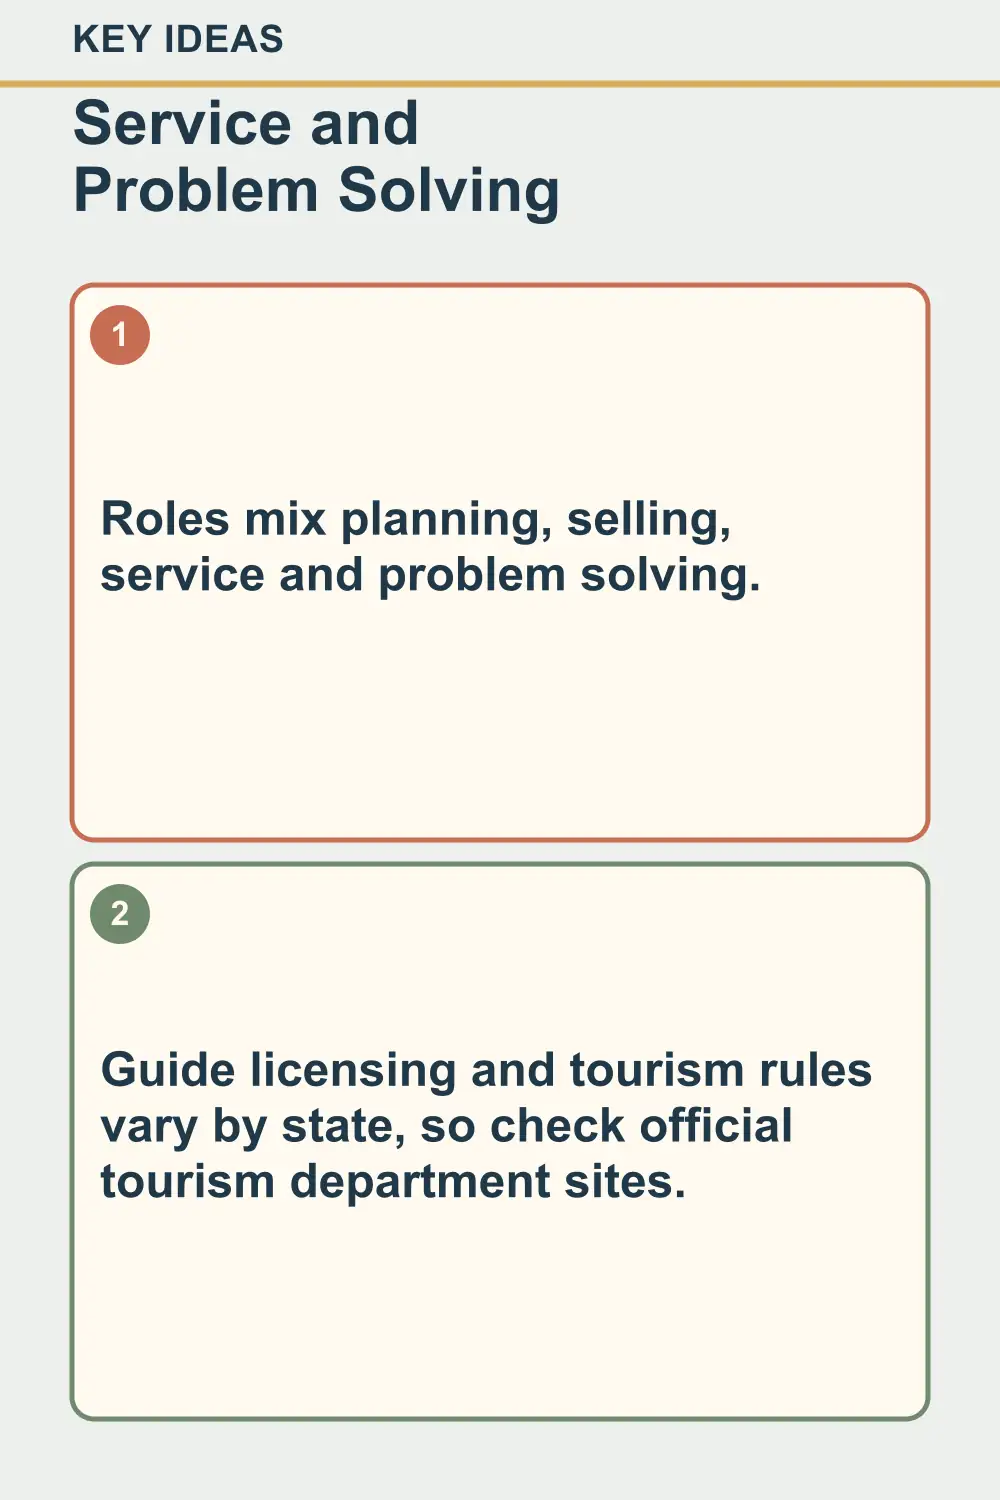 KEY IDEAS
Service and
Problem Solving
1
Roles mix planning, selling,
service and problem solving.
2
Guide licensing and tourism rules
vary by state, so check official
tourism department sites.